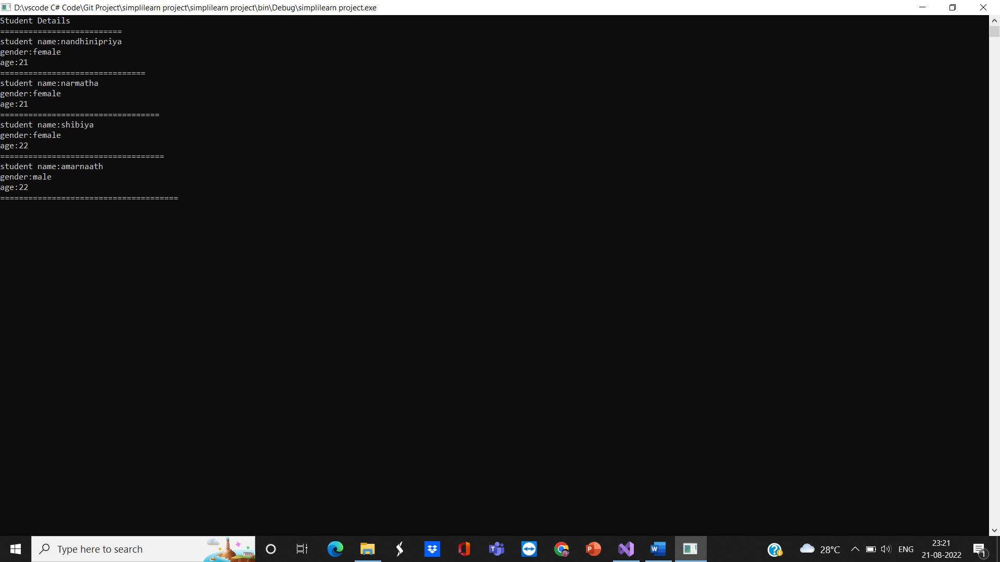 D:\vscode C# Code\Git Project\simplilearn project\simplilearn project\bin\Debug\simplilearn project.exe
Student Details
==========================
student name:nandhinipriya
gender:female
age:21
===============================
student name:narmatha
gender:female
age:21
==================================
student name:shibiya
gender:female
age:22
===================================
student name:amarnaath
gender:male
age:22
======================================
Type here to search
28°C
ENG
23:21
21-08-2022
1